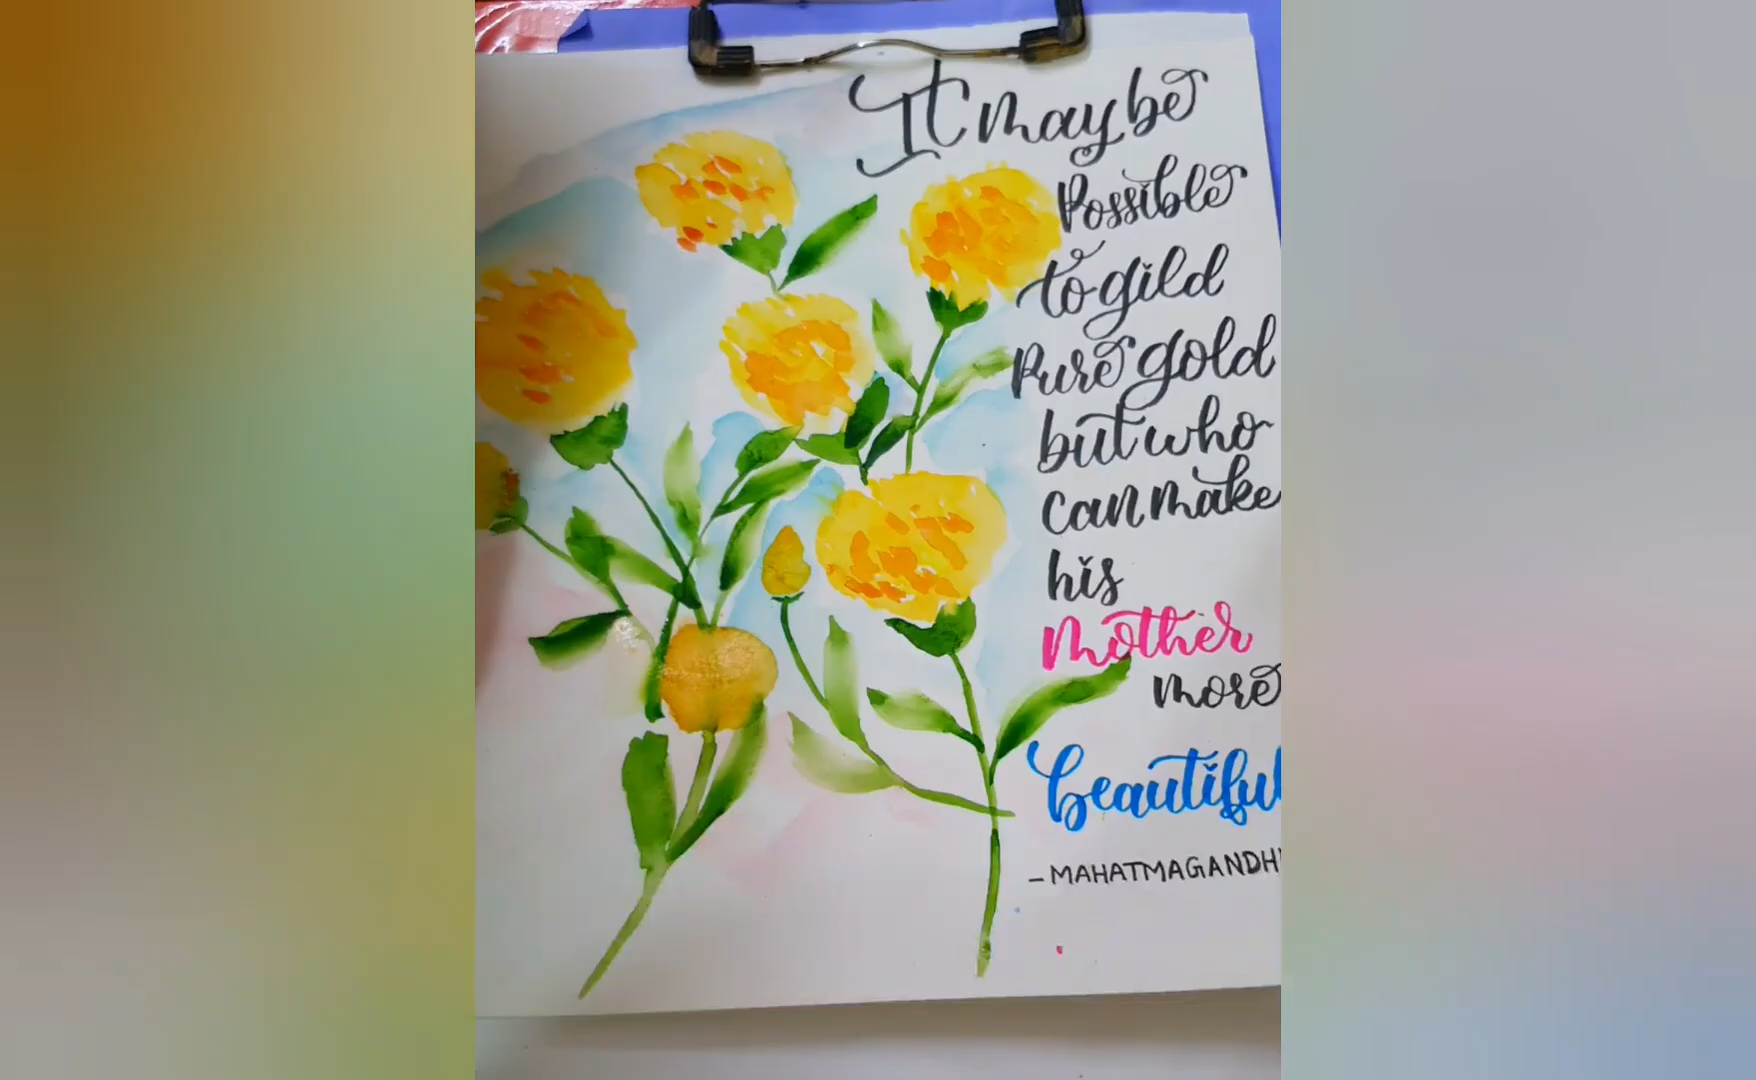 It may be
Possible
to gild
Pure gold
but who
can make
his
mother
more
beautiful
- MAHATMAGANDHI